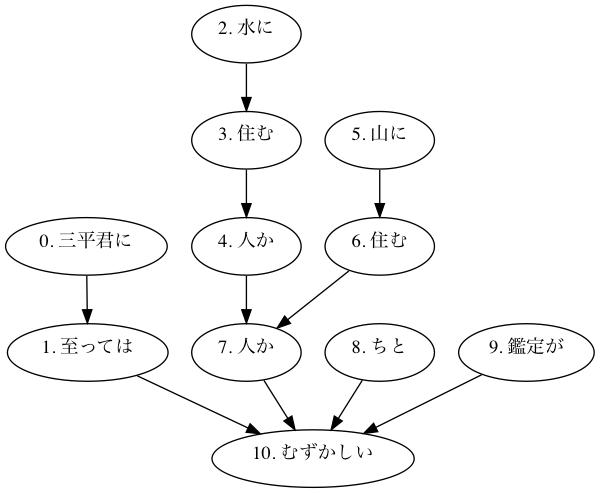 2. 水に
3. 住む
5. 山に
0. 三平君に
4. 人か
6. 住む
1. 至っては
7. 人か
8. ちと
9. 鑑定が
10. むずかしい